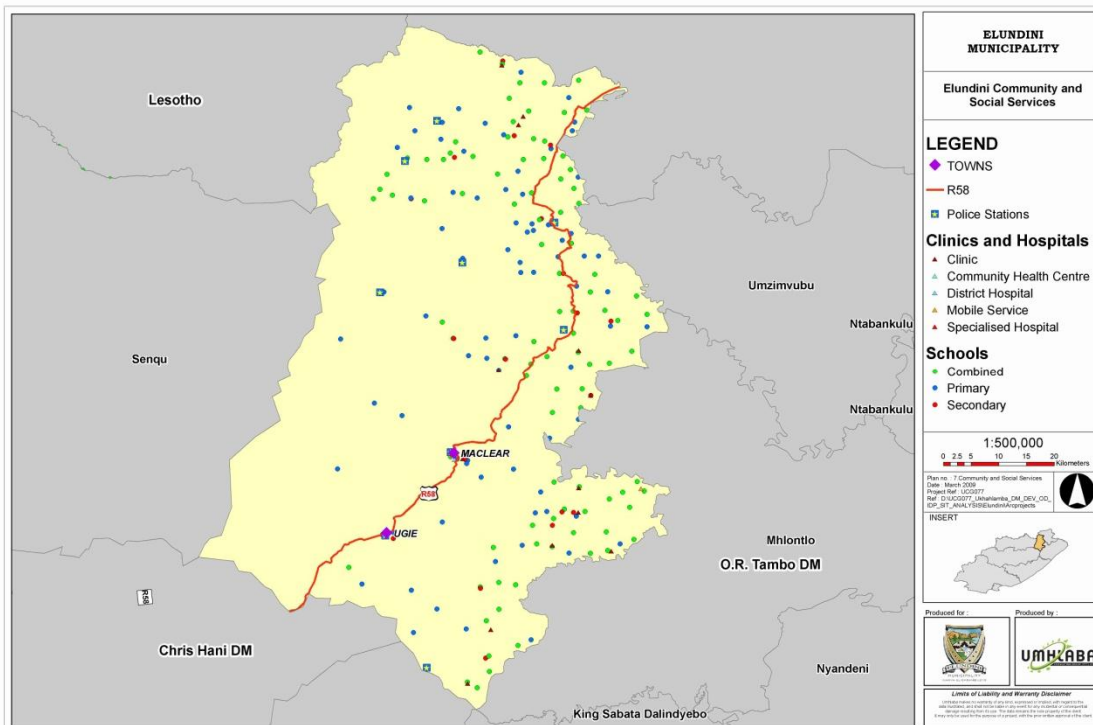 Lesotho
Senqu
Umzimvubu
Ntabankulu
Ntabankulu
MACLEAR
R58
UGIE
Mhlontlo
O.R. Tambo DM
R58
Chris Hani DM
Nyandeni
King Sabata Dalindyebo
ELUNDINI
MUNICIPALITY
Elundini Community and
Social Services
LEGEND
TOWNS
R58
Police Stations
Clinics and Hospitals
Clinic
Community Health Centre
District Hospital
Mobile Service
Specialised Hospital
Schools
Combined
Primary
Secondary
1:500,000
0 2.5 5 10 15 20
Kilometers
Plan no : 7.Community and Social Services
Date : March 2009
Project Ref : UCG077
INSERT
Produced for :
Produced by :
ELUNDINI
MUNICIPALITY
UMHLABA
Limits of Liability and Warranty Disclaimer